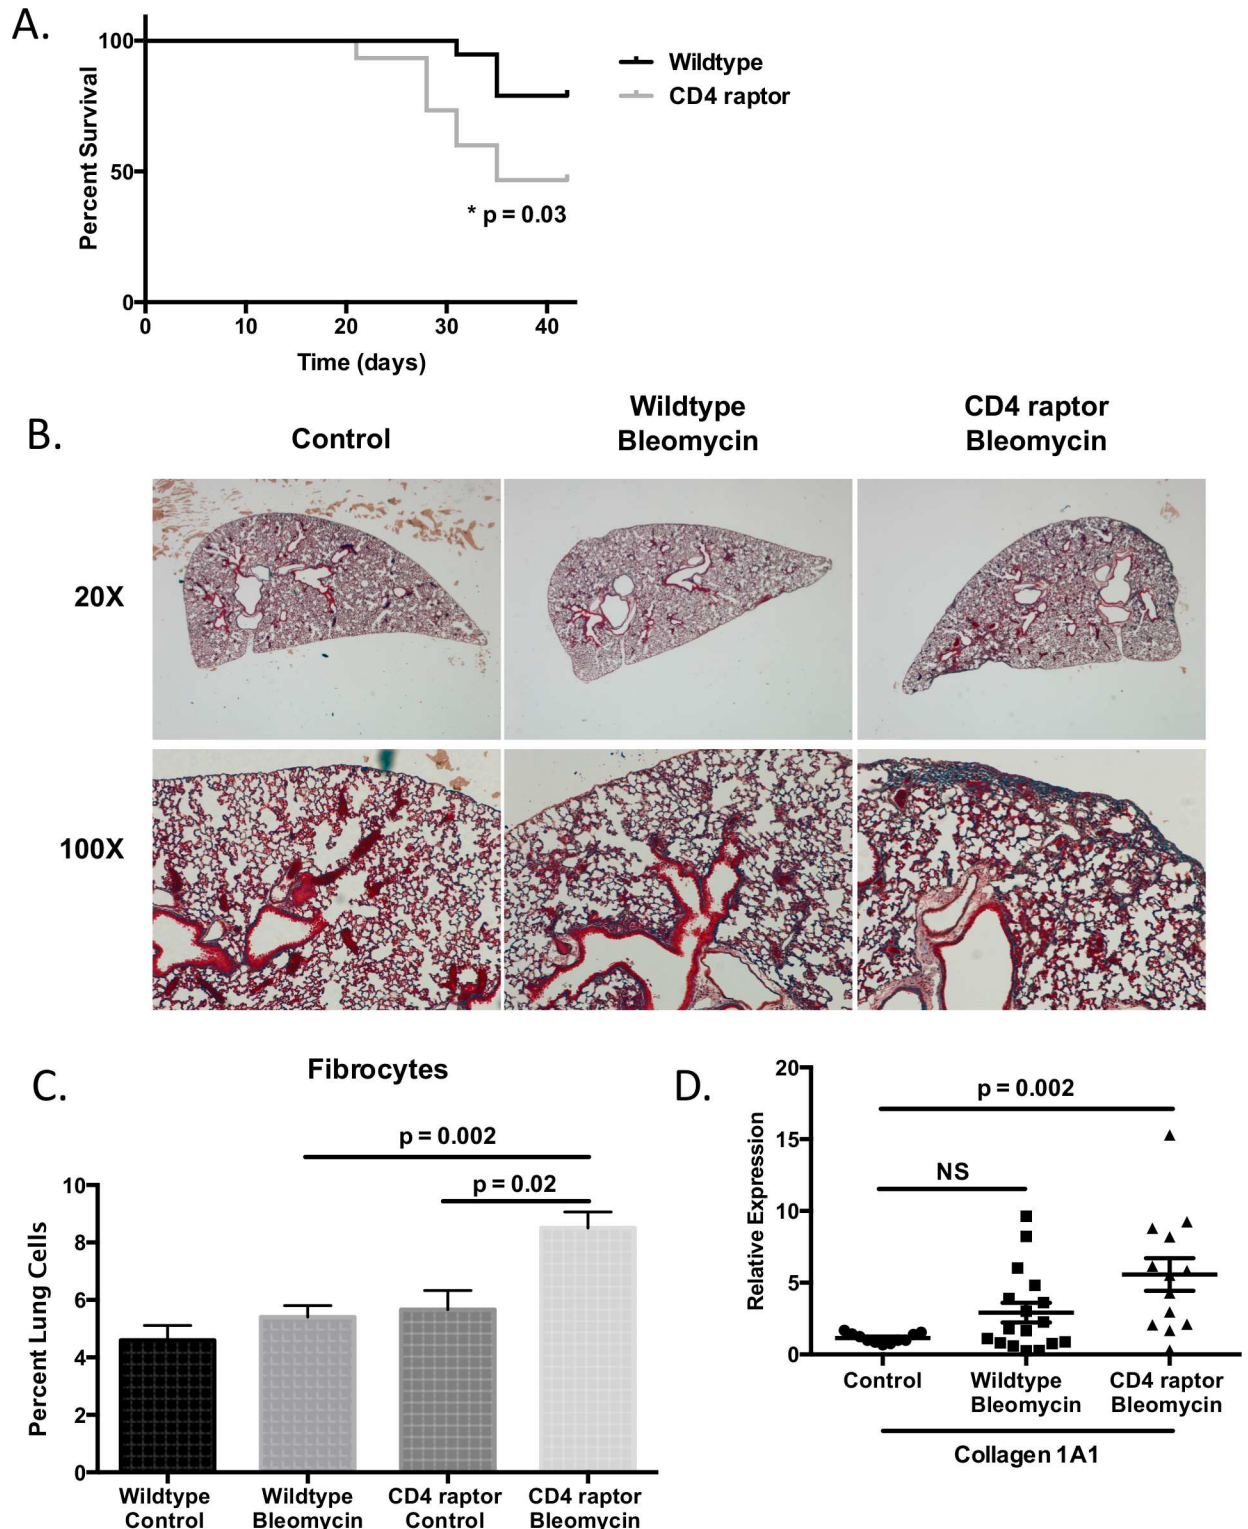 A.
100
50
0
Percent Survival
0 10 20 30 40
Time (days)
Wildtype
CD4 raptor
* p = 0.03
B.
Control
Wildtype
Bleomycin
CD4 raptor
Bleomycin
20X
100X
C.
Fibrocytes
p = 0.002
p = 0.02
10
8
6
4
2
0
Percent Lung Cells
Wildtype
Control
Wildtype
Bleomycin
CD4 raptor
Control
CD4 raptor
Bleomycin
D.
20
15
10
5
0
Relative Expression
p = 0.002
NS
Control
Wildtype
Bleomycin
CD4 raptor
Bleomycin
Collagen 1A1